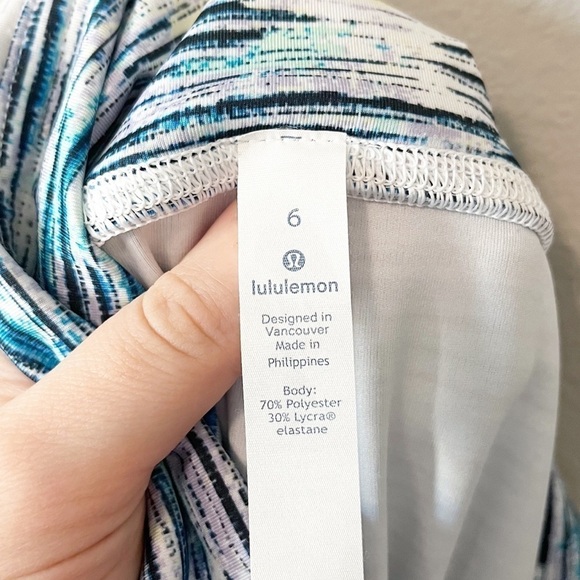 6
lululemon
Designed in
Vancouver
Made in
Philippines
Body:
70% Polyester
30% Lycra®
elastane